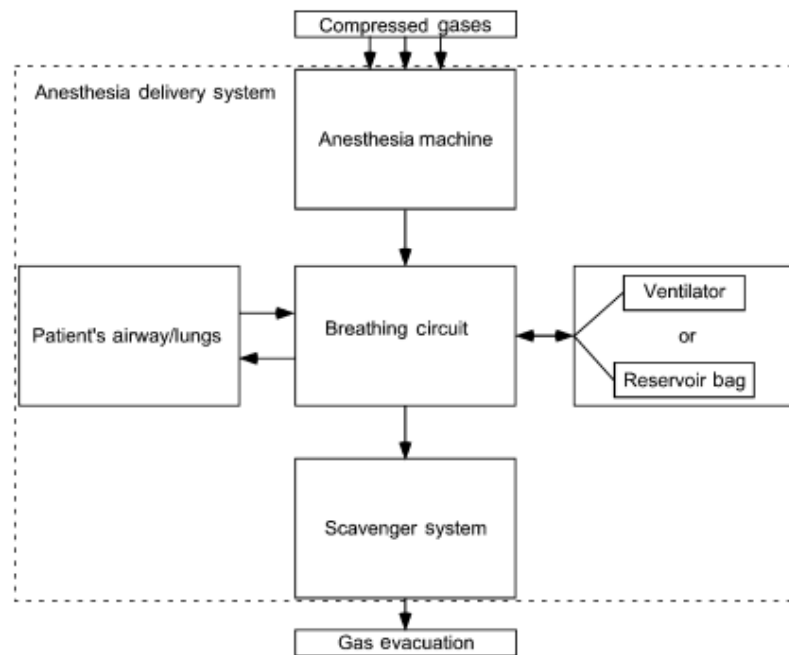 Compressed gases
Anesthesia delivery system
Anesthesia machine
Patient's airway/lungs
Breathing circuit
Ventilator
or
Reservoir bag
Scavenger system
Gas evacuation